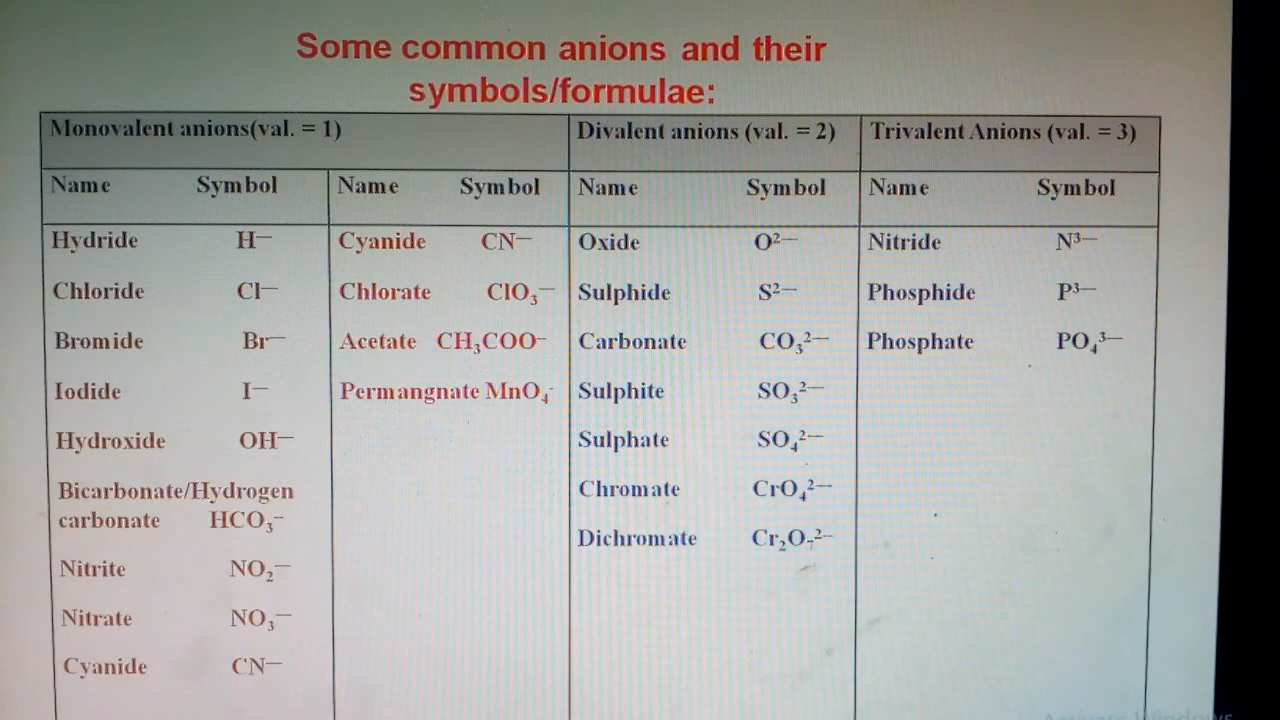 Some common anions and their
symbols/formulae:
Monovalent anions(val. = 1) Divalent anions (val. = 2) Trivalent Anions (val. = 3)
Name Symbol Name Symbol Name Symbol Name Symbol
Hydride H— Cyanide CN— Oxide O²— Nitride N³—
Chloride Cl— Chlorate ClO₃— Sulphide S²— Phosphide P³—
Bromide Br— Acetate CH₃COO- Carbonate CO₃²— Phosphate PO₄³—
Iodide I— Permangnate MnO₄- Sulphite SO₃²—
Hydroxide OH— Sulphate SO₄²—
Bicarbonate/Hydrogen Chromate CrO₄²—
carbonate HCO₃- Dichromate Cr₂O₇²-
Nitrite NO₂—
Nitrate NO₃—
Cyanide CN—